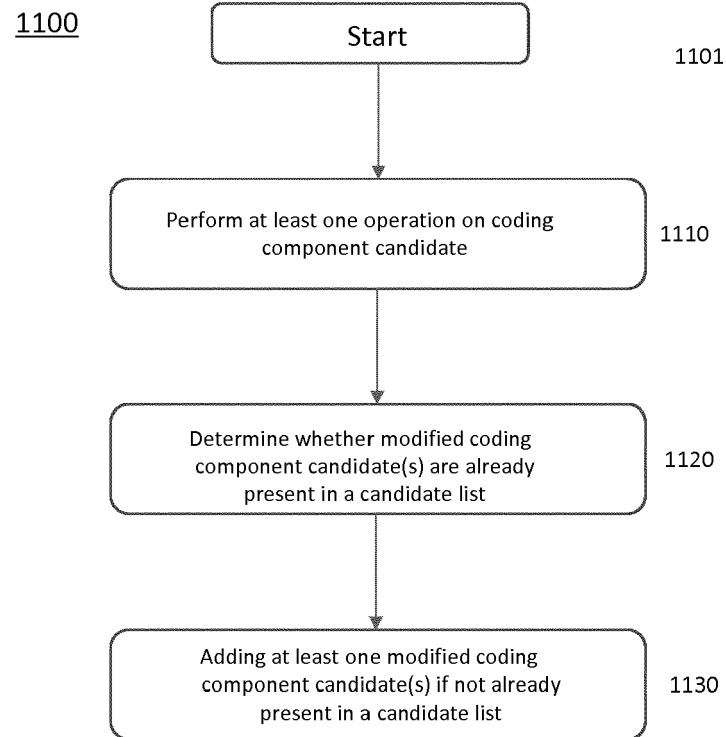 1100
Start
1101
Perform at least one operation on coding
component candidate
1110
Determine whether modified coding
component candidate(s) are already
present in a candidate list
1120
Adding at least one modified coding
component candidate(s) if not already
present in a candidate list
1130